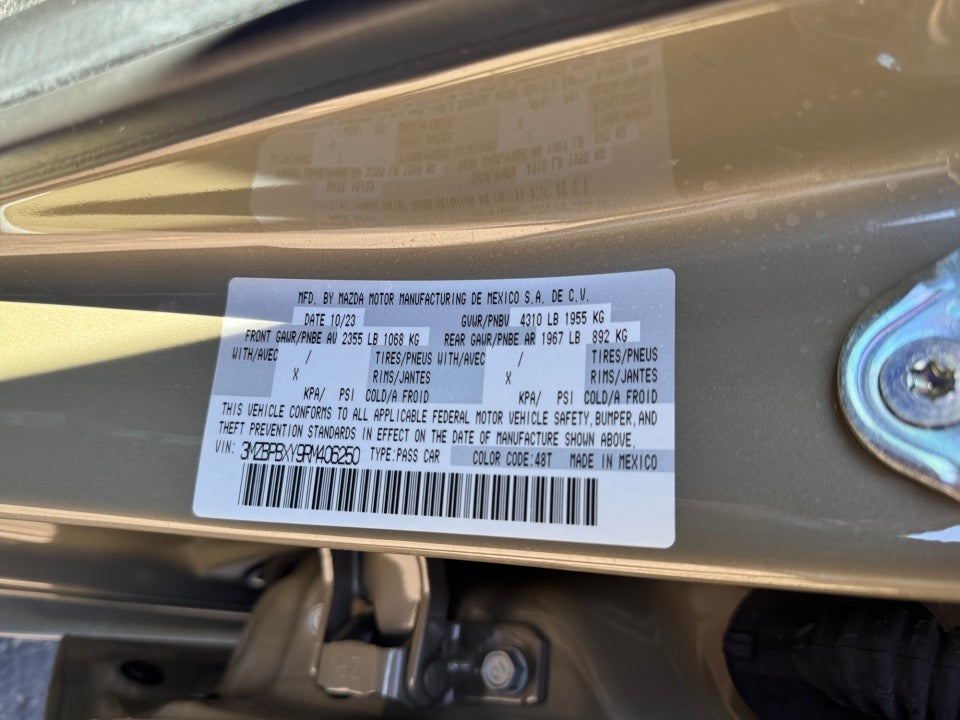 MFD. BY MAZDA MOTOR MANUFACTURING DE MEXICO S.A. DE C.V.
DATE 10/23 GVWR/PNBV 4310 LB 1955 KG
FRONT GAWR/PNBE AV 2355 LB 1068 KG REAR GAWR/PNBE AR 1967 LB 892 KG
WITH/AVEC / TIRES/PNEUS WITH/AVEC / TIRES/PNEUS
X RIMS/JANTES X RIMS/JANTES
KPA/ PSI COLD/A FROID KPA/ PSI COLD/A FROID
THIS VEHICLE CONFORMS TO ALL APPLICABLE FEDERAL MOTOR VEHICLE SAFETY, BUMPER, AND
THEFT PREVENTION STANDARDS IN EFFECT ON THE DATE OF MANUFACTURE SHOWN ABOVE,
VIN: 3MZBPBXY9RM406250 TYPE:PASS CAR COLOR CODE:48T MADE IN MEXICO